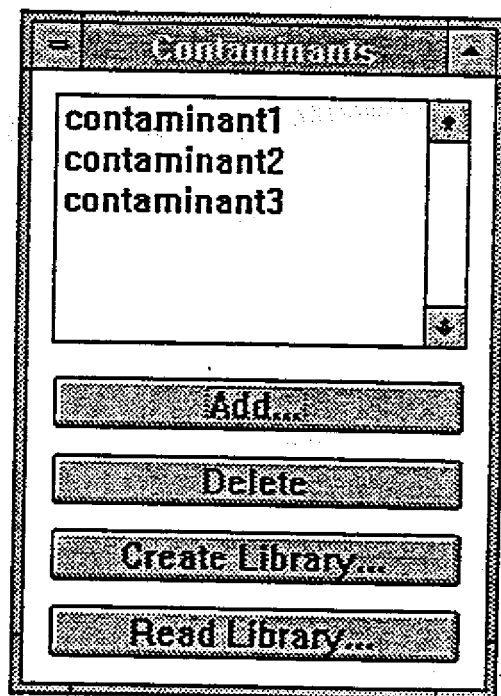 Contaminants
contaminant1
contaminant2
contaminant3
Add...
Delete
Create Library...
Read Library...